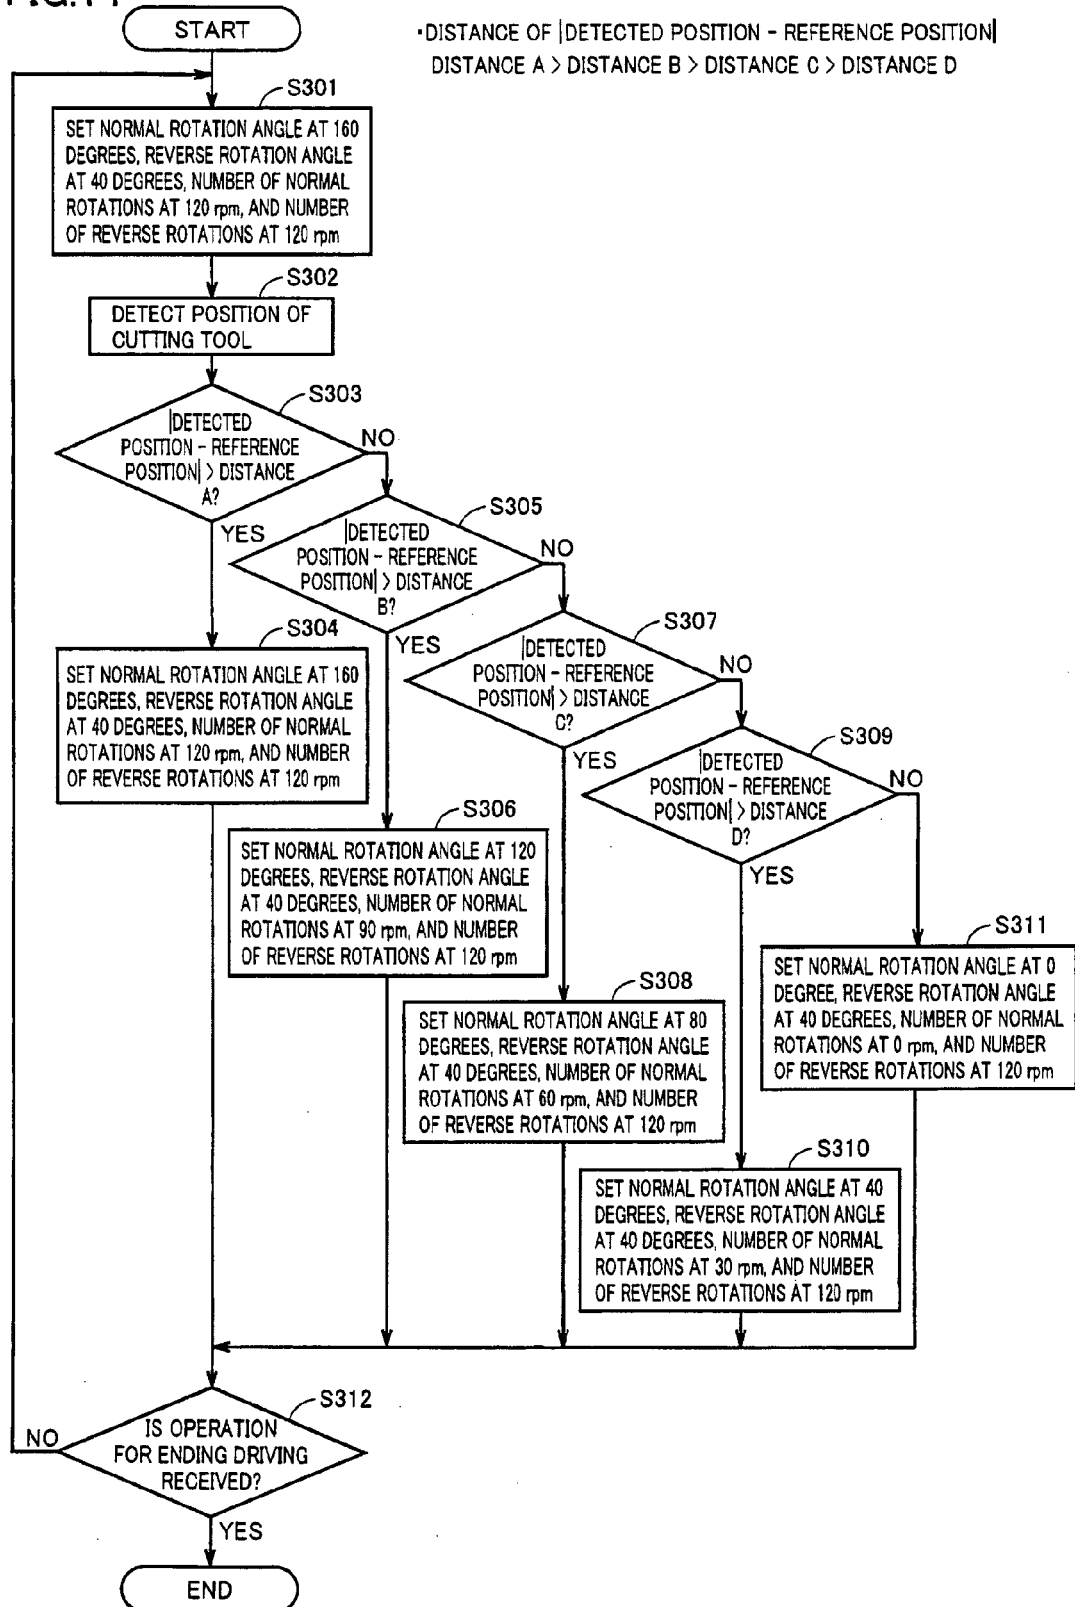 START
·DISTANCE OF |DETECTED POSITION – REFERENCE POSITION|
DISTANCE A > DISTANCE B > DISTANCE C > DISTANCE D
S301
SET NORMAL ROTATION ANGLE AT 160
DEGREES, REVERSE ROTATION ANGLE
AT 40 DEGREES, NUMBER OF NORMAL
ROTATIONS AT 120 rpm, AND NUMBER
OF REVERSE ROTATIONS AT 120 rpm
S302
DETECT POSITION OF
CUTTING TOOL
S303
|DETECTED
POSITION – REFERENCE
POSITION| > DISTANCE
A?
NO
YES
S305
|DETECTED
POSITION – REFERENCE
POSITION| > DISTANCE
B?
NO
YES
S304
SET NORMAL ROTATION ANGLE AT 160
DEGREES, REVERSE ROTATION ANGLE
AT 40 DEGREES, NUMBER OF NORMAL
ROTATIONS AT 120 rpm, AND NUMBER
OF REVERSE ROTATIONS AT 120 rpm
S307
|DETECTED
POSITION – REFERENCE
POSITION| > DISTANCE
C?
NO
YES
S309
|DETECTED
POSITION – REFERENCE
POSITION| > DISTANCE
D?
NO
YES
S306
SET NORMAL ROTATION ANGLE AT 120
DEGREES, REVERSE ROTATION ANGLE
AT 40 DEGREES, NUMBER OF NORMAL
ROTATIONS AT 90 rpm, AND NUMBER
OF REVERSE ROTATIONS AT 120 rpm
S311
SET NORMAL ROTATION ANGLE AT 0
DEGREE, REVERSE ROTATION ANGLE
AT 40 DEGREES, NUMBER OF NORMAL
ROTATIONS AT 0 rpm, AND NUMBER
OF REVERSE ROTATIONS AT 120 rpm
S308
SET NORMAL ROTATION ANGLE AT 80
DEGREES, REVERSE ROTATION ANGLE
AT 40 DEGREES, NUMBER OF NORMAL
ROTATIONS AT 60 rpm, AND NUMBER
OF REVERSE ROTATIONS AT 120 rpm
S310
SET NORMAL ROTATION ANGLE AT 40
DEGREES, REVERSE ROTATION ANGLE
AT 40 DEGREES, NUMBER OF NORMAL
ROTATIONS AT 30 rpm, AND NUMBER
OF REVERSE ROTATIONS AT 120 rpm
S312
IS OPERATION
FOR ENDING DRIVING
RECEIVED?
NO
YES
END